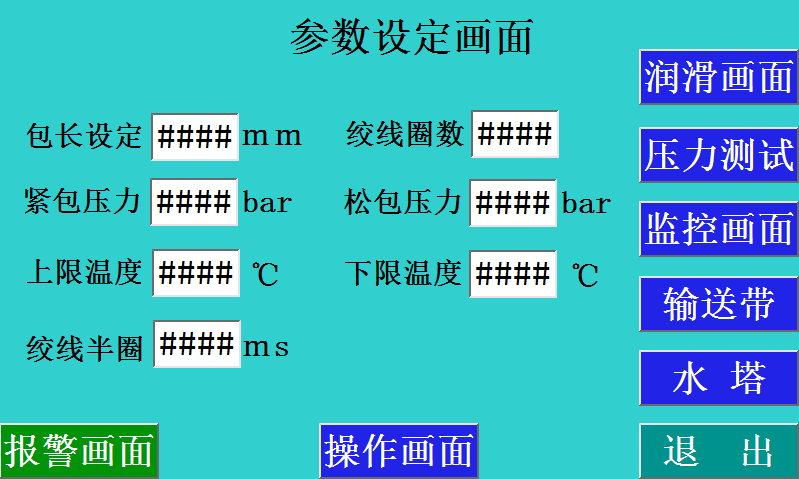 参数设定画面
润滑画面
包长设定 #### mm 绞线圈数 ####
压力测试
紧包压力 #### bar 松包压力 #### bar
监控画面
上限温度 #### ℃ 下限温度 #### ℃
输送带
绞线半圈 #### ms
水 塔
报警画面 操作画面 退 出